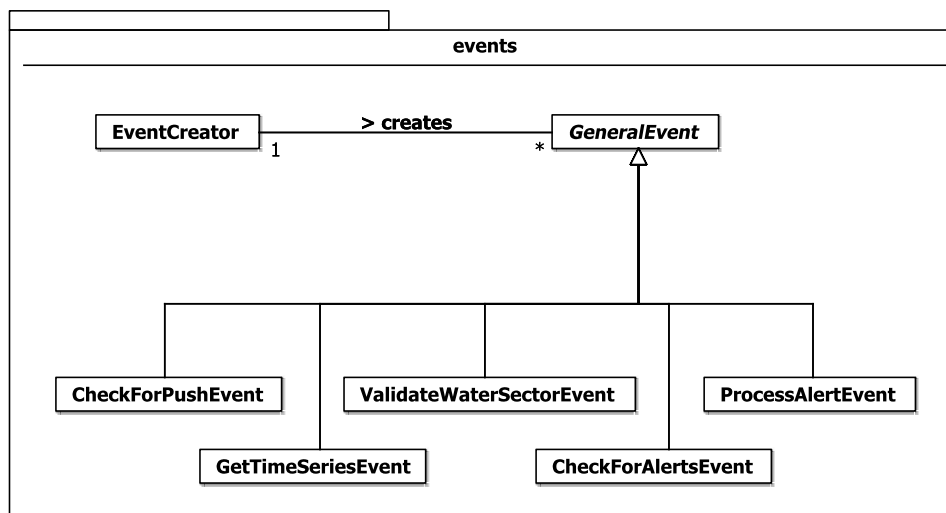 events
> creates
EventCreator
GeneralEvent
1
*
CheckForPushEvent
ValidateWaterSectorEvent
ProcessAlertEvent
GetTimeSeriesEvent
CheckForAlertsEvent